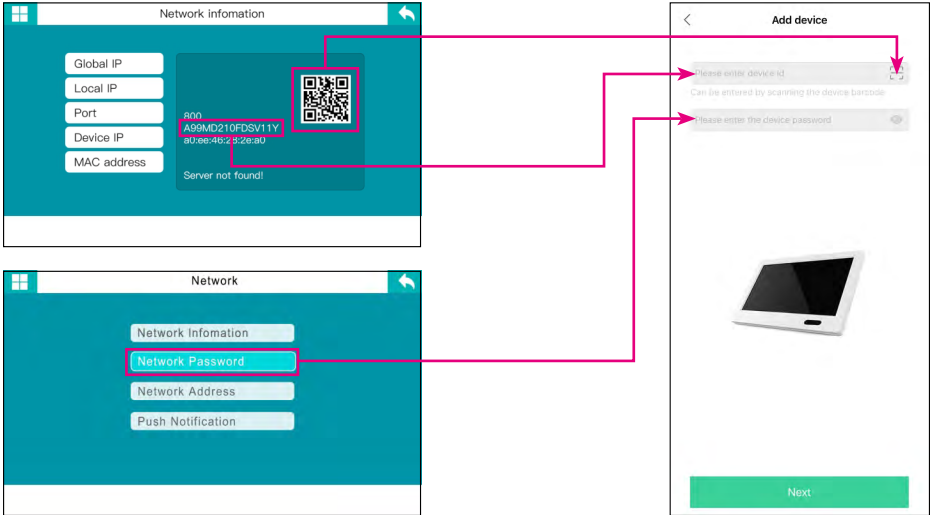 Network infomation
Global IP
Local IP
Port
Device IP
MAC address
800
A99MD210FDSV11Y
a0:ee:46:28:2e:a0
Server not found!
Network
Network Infomation
Network Password
Network Address
Push Notification
Add device
Please enter device id
Can be entered by scanning the device barcode
Please enter the device password
Next